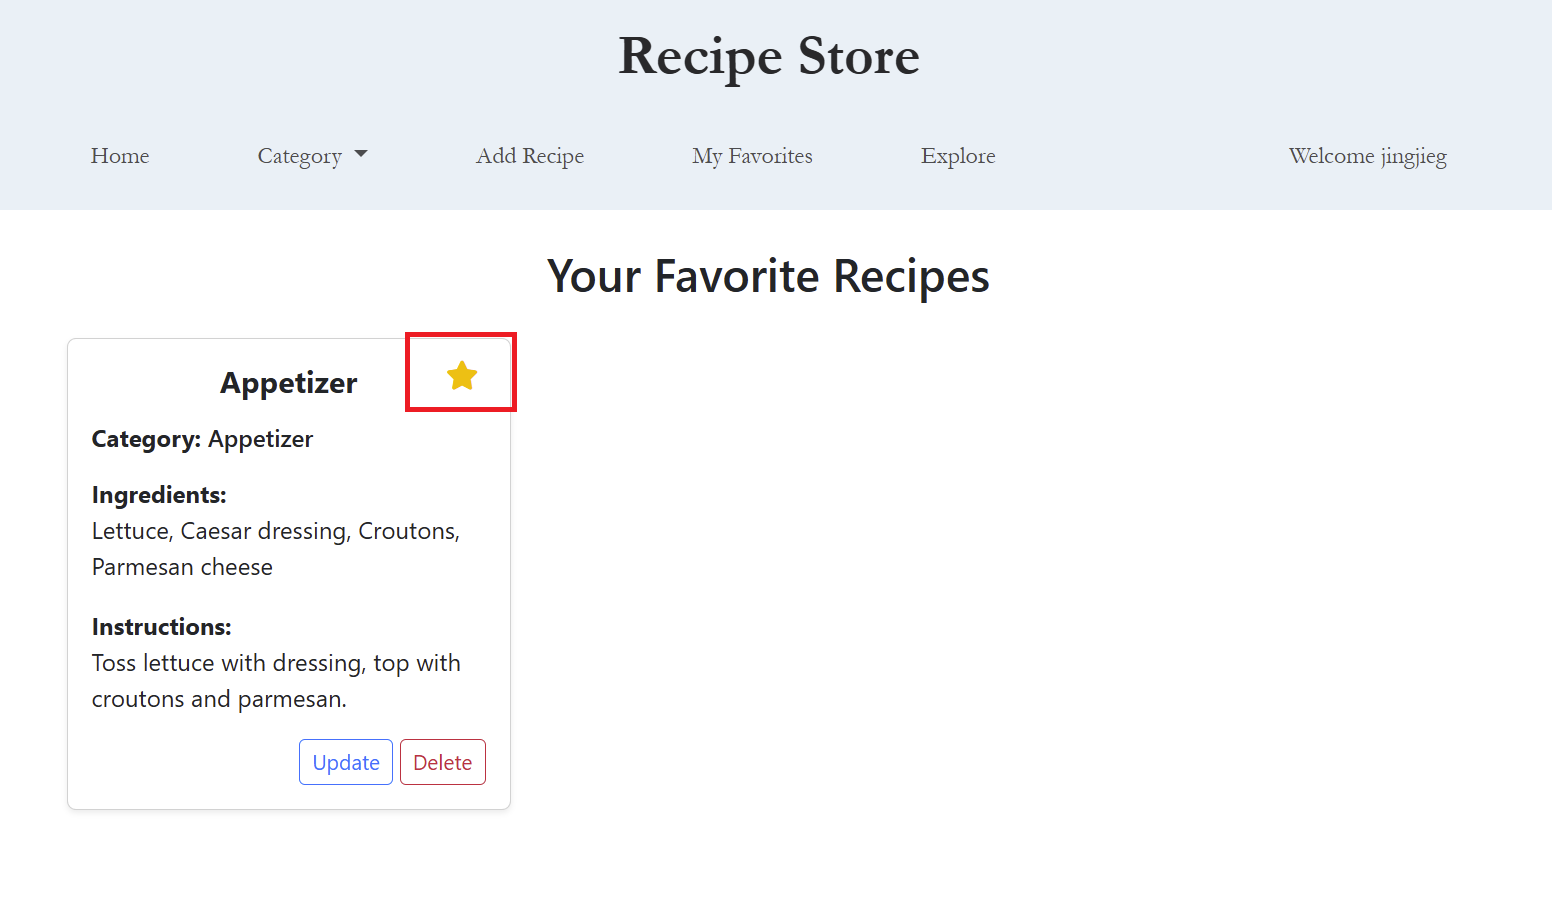 Recipe Store
Home Category Add Recipe My Favorites Explore Welcome jingjieg
Your Favorite Recipes
Appetizer
Category: Appetizer
Ingredients:
Lettuce, Caesar dressing, Croutons,
Parmesan cheese
Instructions:
Toss lettuce with dressing, top with
croutons and parmesan.
Update Delete